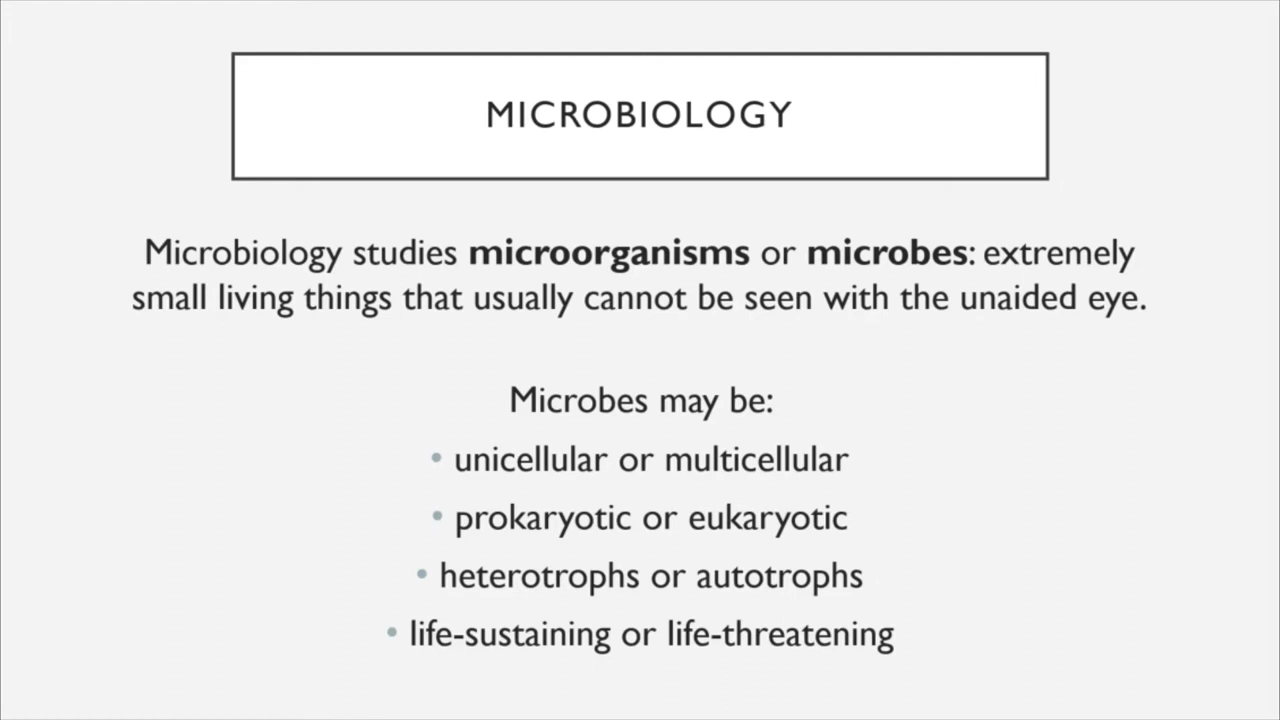 MICROBIOLOGY
Microbiology studies microorganisms or microbes: extremely
small living things that usually cannot be seen with the unaided eye.
Microbes may be:
• unicellular or multicellular
• prokaryotic or eukaryotic
• heterotrophs or autotrophs
• life-sustaining or life-threatening